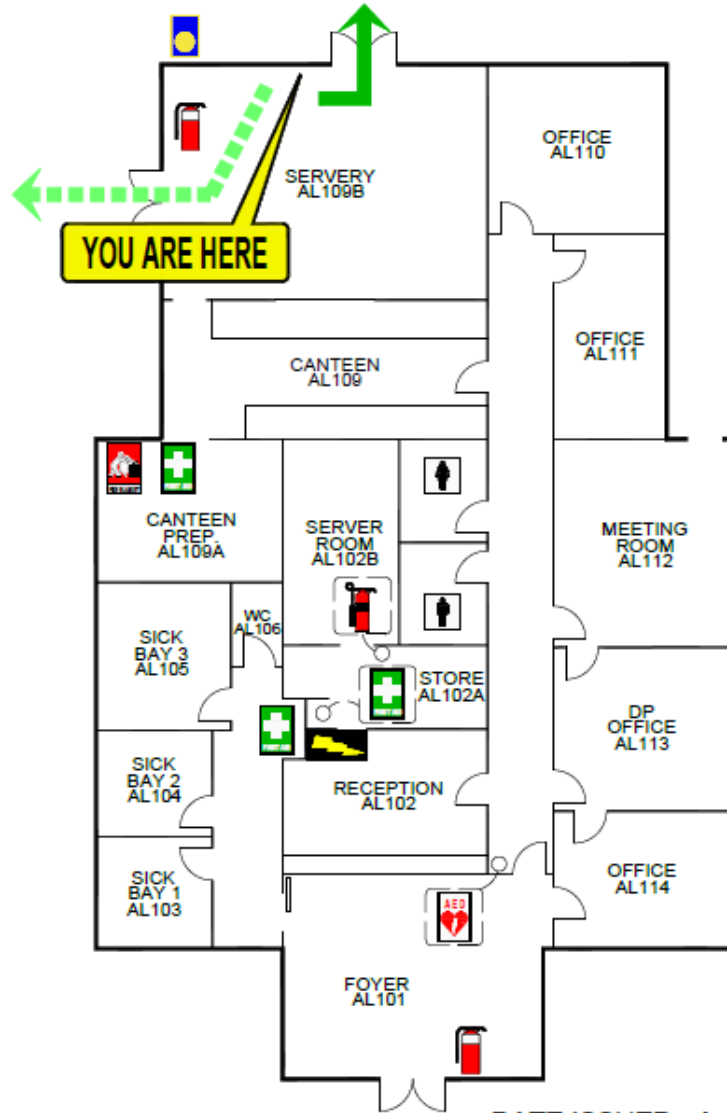 OFFICE
AL110
SERVERY
AL109B
YOU ARE HERE
OFFICE
AL111
CANTEEN
AL109
CANTEEN
PREP.
AL109A
SERVER
ROOM
AL102B
MEETING
ROOM
AL112
WC
AL106
SICK
BAY 3
AL105
STORE
AL102A
DP
OFFICE
AL113
SICK
BAY 2
AL104
RECEPTION
AL102
SICK
BAY 1
AL103
OFFICE
AL114
AED
FOYER
AL101